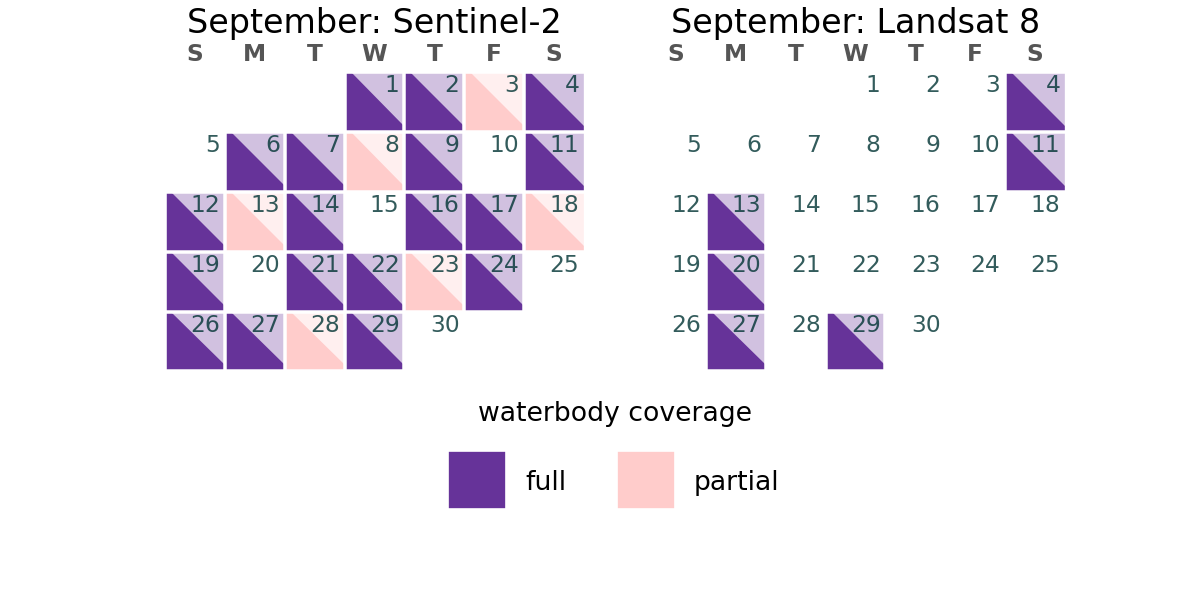 September: Sentinel-2
S M T W T F S
1 2 3 4
5 6 7 8 9 10 11
12 13 14 15 16 17 18
19 20 21 22 23 24 25
26 27 28 29 30
September: Landsat 8
S M T W T F S
1 2 3 4
5 6 7 8 9 10 11
12 13 14 15 16 17 18
19 20 21 22 23 24 25
26 27 28 29 30
waterbody coverage
full partial